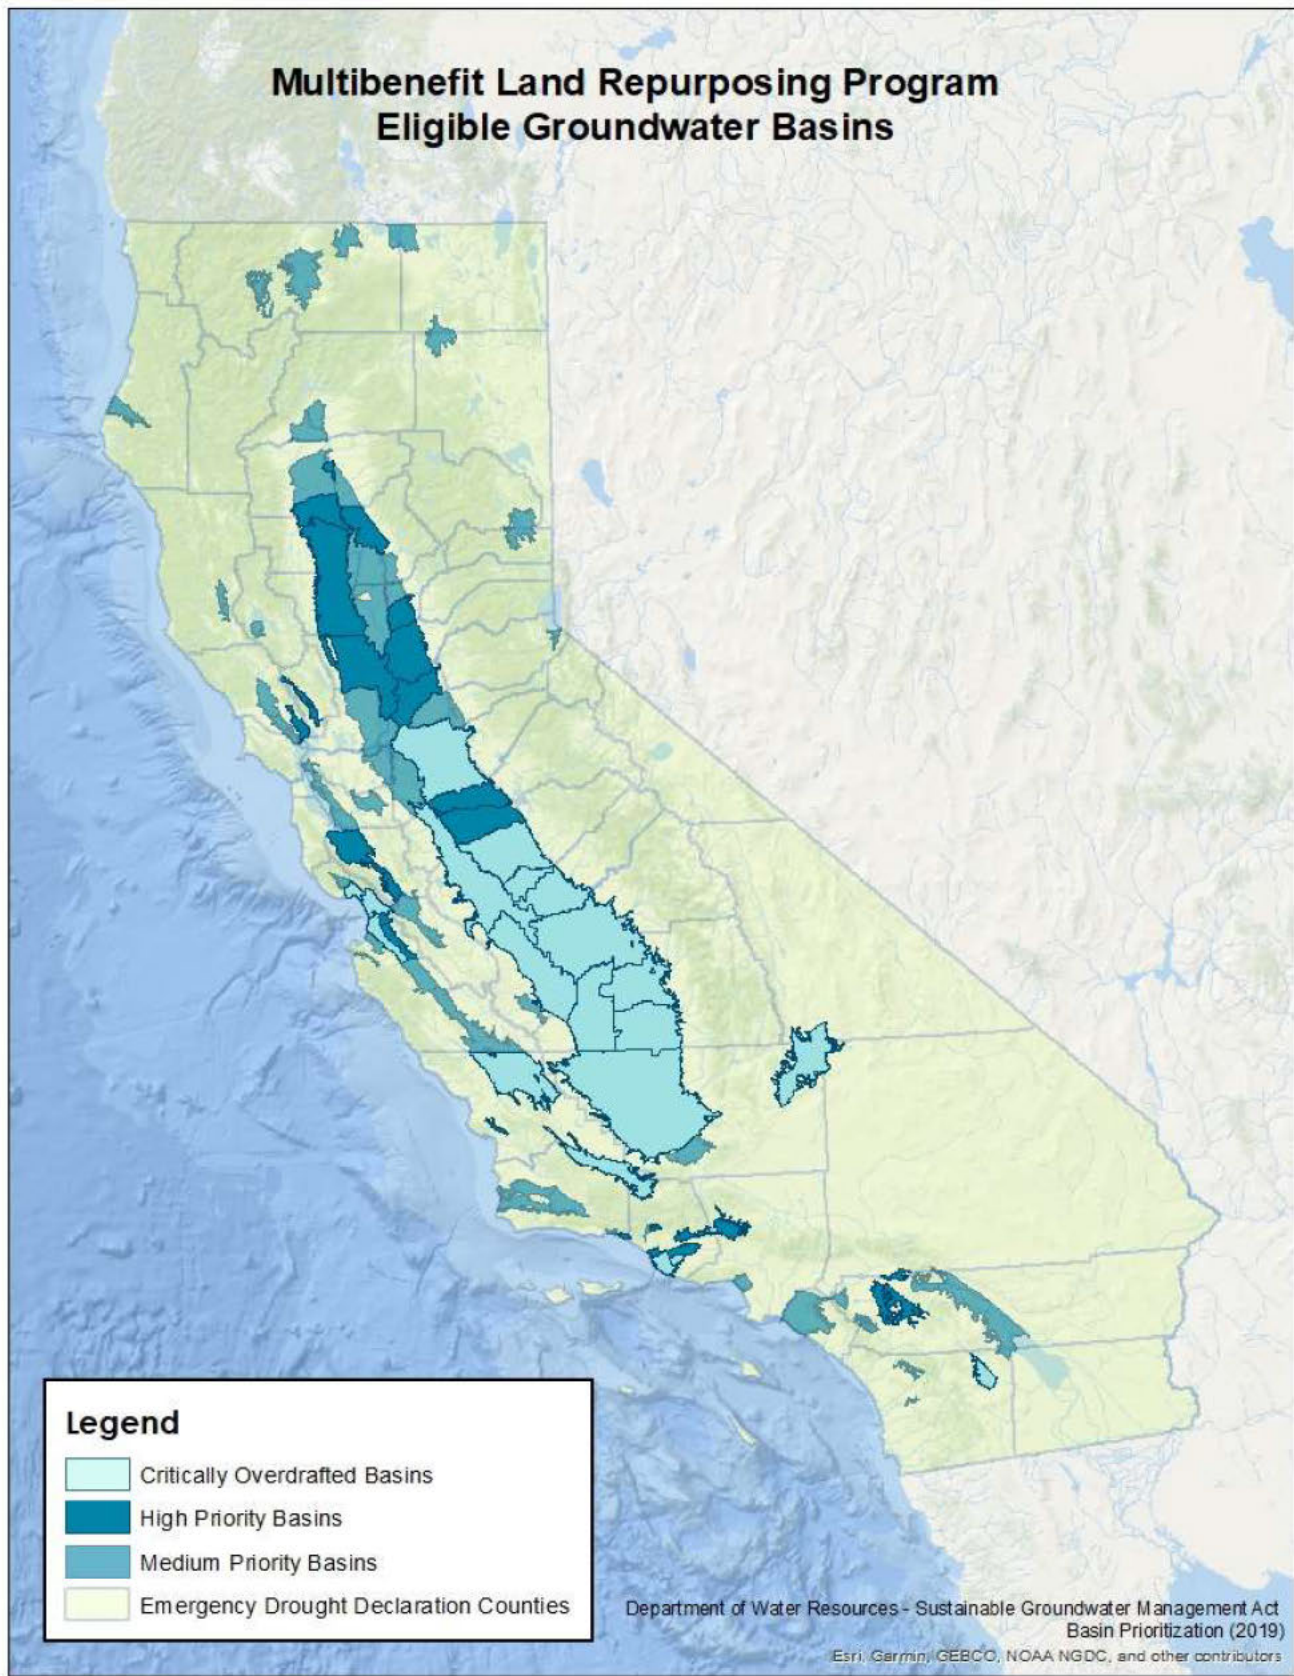 Multibenefit Land Repurposing Program
Eligible Groundwater Basins
Legend
Critically Overdrafted Basins
High Priority Basins
Medium Priority Basins
Emergency Drought Declaration Counties
Department of Water Resources - Sustainable Groundwater Management Act
Basin Prioritization (2019)
Esri, Garmin, GEBCO, NOAA NGDC, and other contributors